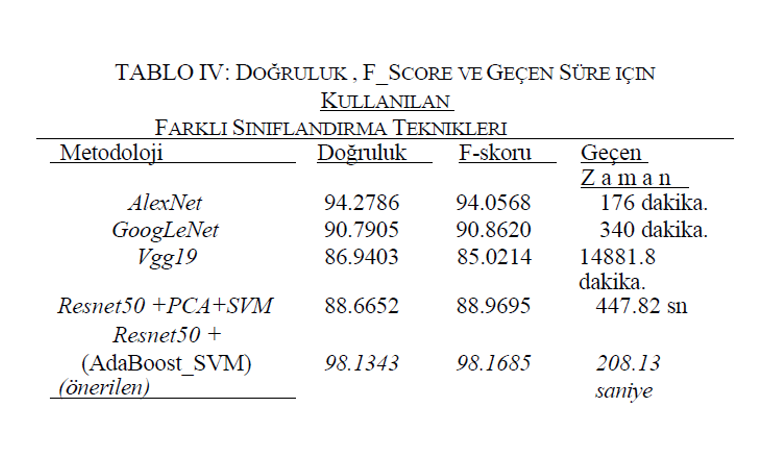 TABLO IV: DOĞRULUK , F_SCORE VE GEÇEN SÜRE IÇIN
KULLANILAN
FARKLI SINIFLANDIRMA TEKNIKLERI
Metodoloji Doğruluk F-skoru Geçen
Z a m a n
AlexNet 94.2786 94.0568 176 dakika.
GoogLeNet 90.7905 90.8620 340 dakika.
Vgg19 86.9403 85.0214 14881.8
dakika.
Resnet50 +PCA+SVM 88.6652 88.9695 447.82 sn
Resnet50 +
(AdaBoost_SVM) 98.1343 98.1685 208.13
(önerilen) saniye